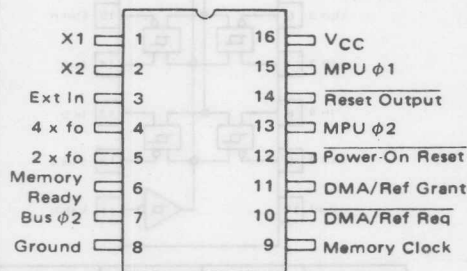 X1 1 16 VCC
X2 2 15 MPU φ1
Ext In 3 14 Reset Output
4 x fo 4 13 MPU φ2
2 x fo 5 12 Power-On Reset
Memory
Ready 6 11 DMA/Ref Grant
Bus φ2 7 10 DMA/Ref Req
Ground 8 9 Memory Clock